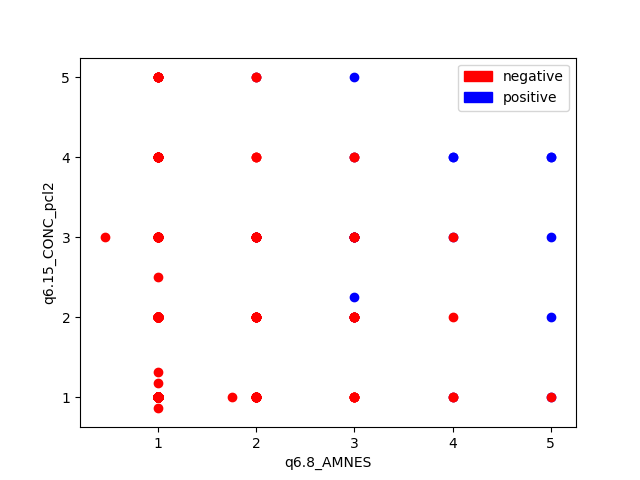 negative
positive
5
4
3
2
1
q6.15_CONC_pcl2
1 2 3 4 5
q6.8_AMNES